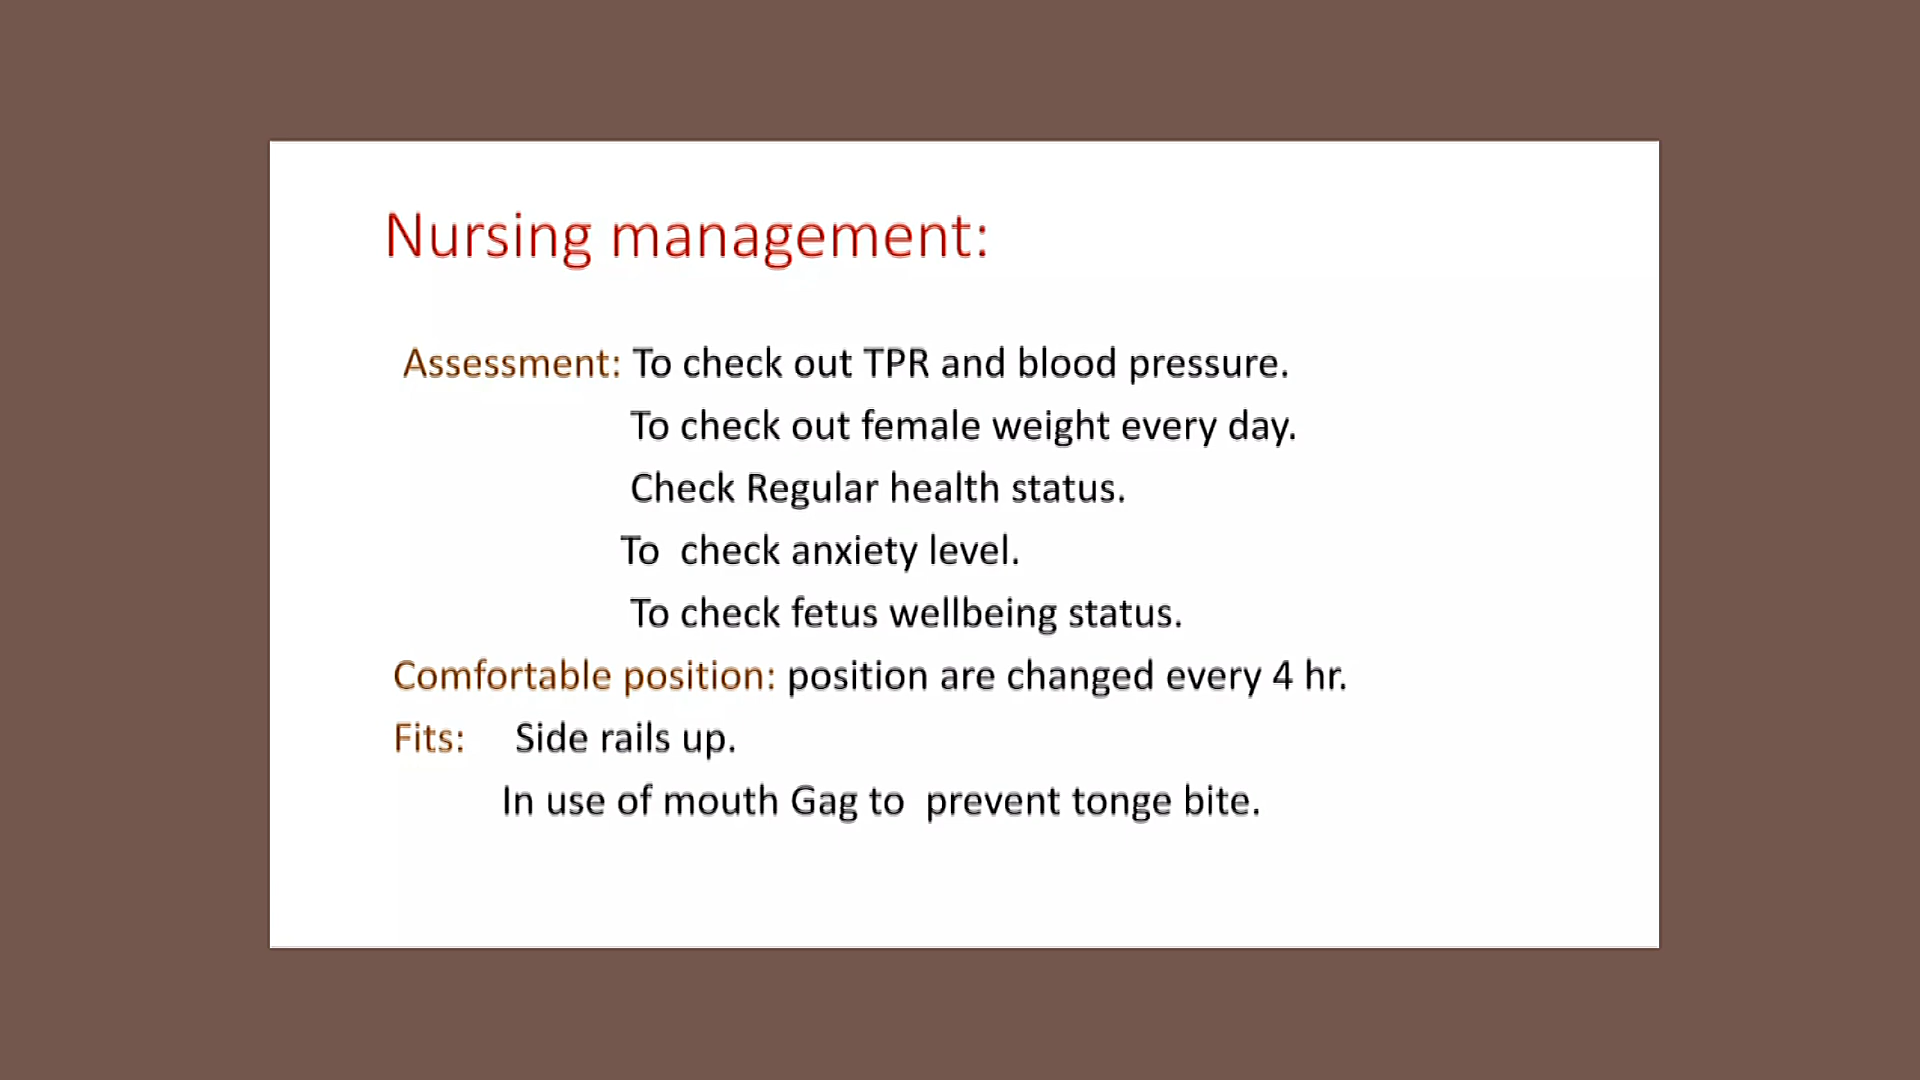 Nursing management:
Assessment: To check out TPR and blood pressure.
To check out female weight every day.
Check Regular health status.
To check anxiety level.
To check fetus wellbeing status.
Comfortable position: position are changed every 4 hr.
Fits: Side rails up.
In use of mouth Gag to prevent tonge bite.